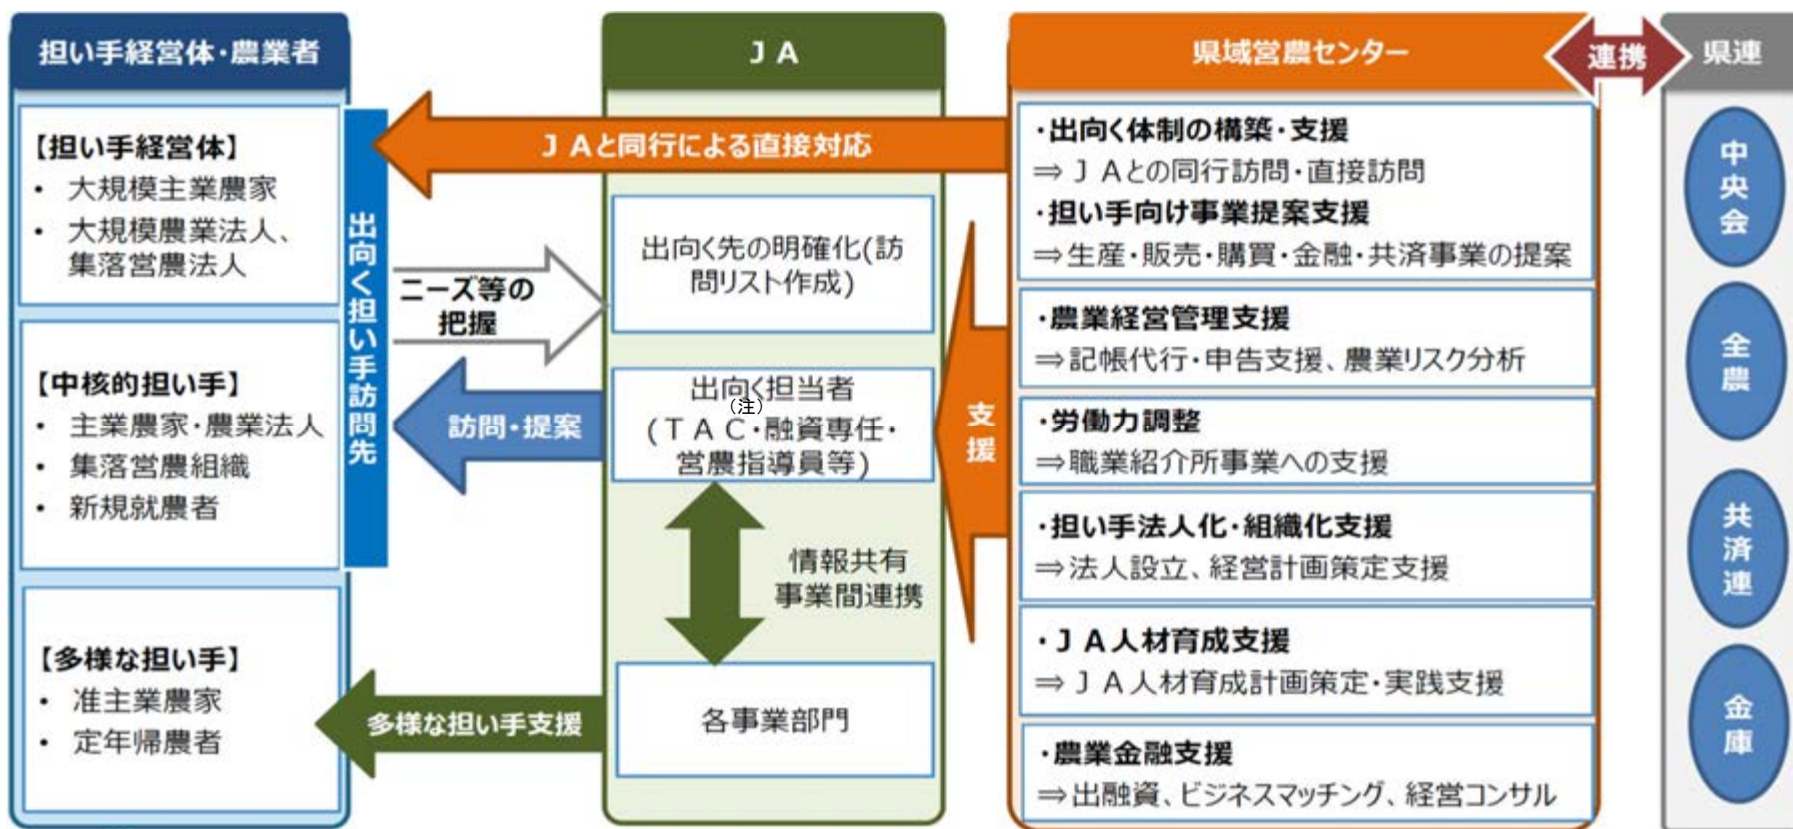 担い手経営体・農業者
【担い手経営体】
・ 大規模主業農家
・ 大規模農業法人、
集落営農法人
【中核的担い手】
・ 主業農家・農業法人
・ 集落営農組織
・ 新規就農者
【多様な担い手】
・ 准主業農家
・ 定年帰農者
出向く担い手訪問先
ＪＡと同行による直接対応
ニーズ等の
把握
訪問・提案
多様な担い手支援
ＪＡ
出向く先の明確化(訪
問リスト作成)
出向く担当者
（注）
(ＴＡＣ・融資専任・
営農指導員等)
情報共有
事業間連携
各事業部門
支援
県域営農センター
・出向く体制の構築・支援
⇒ＪＡとの同行訪問・直接訪問
・担い手向け事業提案支援
⇒生産・販売・購買・金融・共済事業の提案
・農業経営管理支援
⇒記帳代行・申告支援、農業リスク分析
・労働力調整
⇒職業紹介所事業への支援
・担い手法人化・組織化支援
⇒法人設立、経営計画策定支援
・ＪＡ人材育成支援
⇒ＪＡ人材育成計画策定・実践支援
・農業金融支援
⇒出融資、ビジネスマッチング、経営コンサル
連携
県連
中央会
全農
共済連
金庫